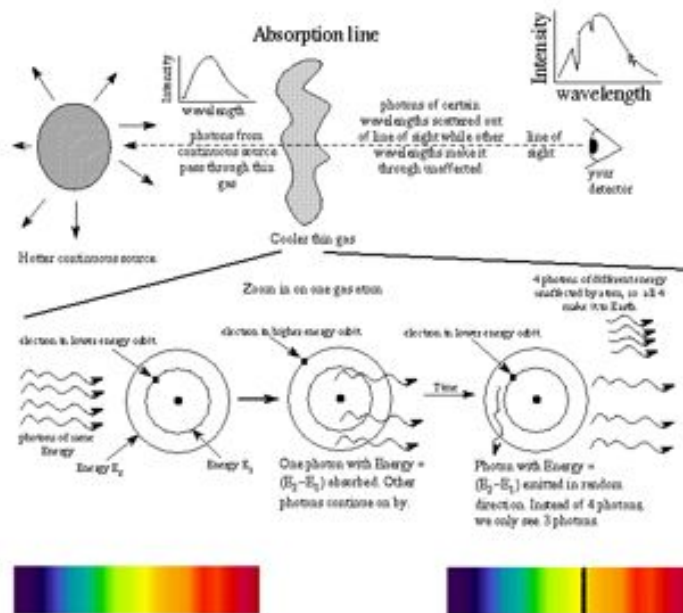 Absorption line
Intensity
wavelength
Intensity
wavelength
photons from
continuous source
pass through thin
gas
photons of certain
wavelengths scattered out
of line of sight while other
wavelengths make it
through uneffected
line of
sight
your
detector
Hotter continuous source
Cooler thin gas
Zoom in on one gas atom
4 photons of different energy
uneffected by atom, so all 4
make it to Earth
electron in lower energy orbit
electron in higher energy orbit
electron in lower energy orbit
photons of same
Energy
Energy E₂
Energy E₁
Time
One photon with Energy =
(E₂–E₁) absorbed. Other
photons continue on by.
Photon with Energy =
(E₂–E₁) emitted in random
direction. Instead of 4 photons,
we only see 3 photons.